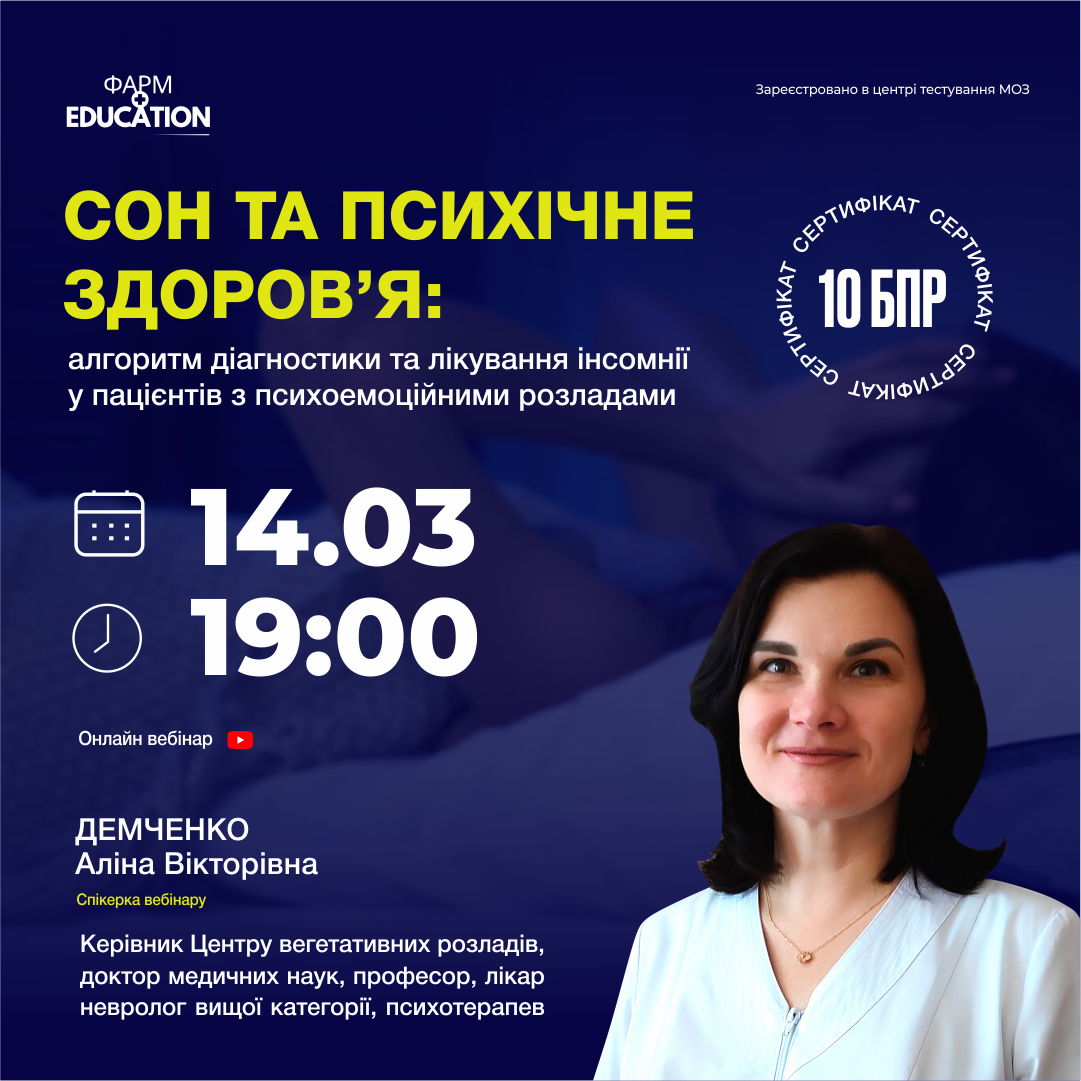 ФАРМ
EDUCATION
Зареєстровано в центрі тестування МОЗ
СОН ТА ПСИХІЧНЕ
ЗДОРОВ’Я:
алгоритм діагностики та лікування інсомнії
у пацієнтів з психоемоційними розладами
СЕРТИФІКАТ СЕРТИФІКАТ СЕРТИФІКАТ СЕРТИФІКАТ
10 БПР
14.03
19:00
Онлайн вебінар
ДЕМЧЕНКО
Аліна Вікторівна
Спікерка вебінару
Керівник Центру вегетативних розладів,
доктор медичних наук, професор, лікар
невролог вищої категорії, психотерапев